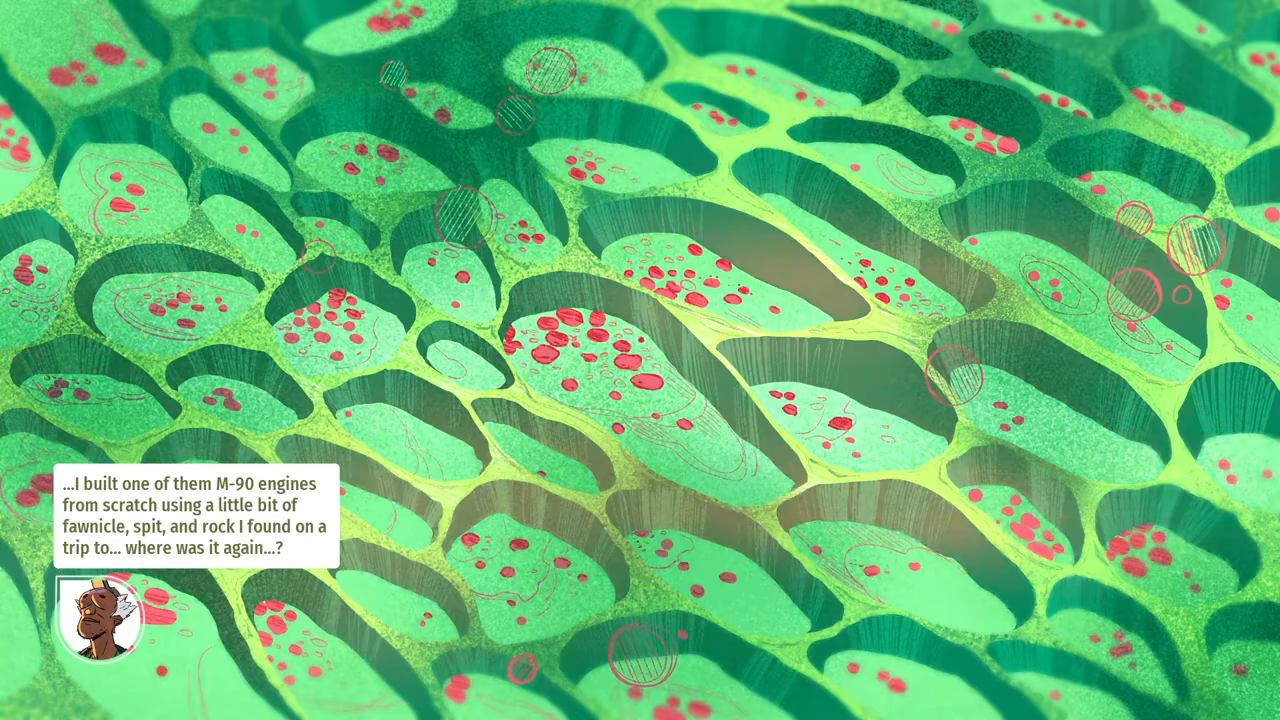 ...I built one of them M-90 engines
from scratch using a little bit of
fawnicle, spit, and rock I found on a
trip to... where was it again...?